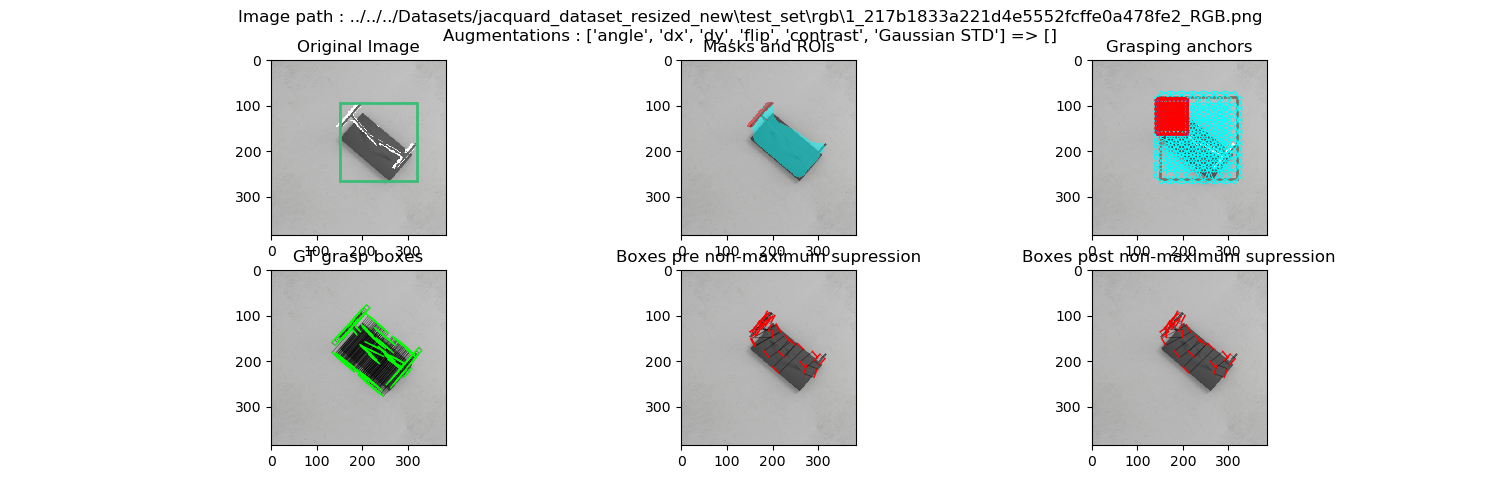 Image path : ../../../Datasets/jacquard_dataset_resized_new\test_set\rgb\1_217b1833a221d4e5552fcffe0a478fe2_RGB.png
Augmentations : ['angle', 'dx', 'dy', 'flip', 'contrast', 'Gaussian STD'] => []
Original Image
Masks and ROIs
Grasping anchors
0
100
200
300
0 100 200 300
0
100
200
300
0 100 200 300
0
100
200
300
0 100 200 300
GT grasp boxes
Boxes pre non-maximum supression
Boxes post non-maximum supression
0
100
200
300
0 100 200 300
0
100
200
300
0 100 200 300
0
100
200
300
0 100 200 300